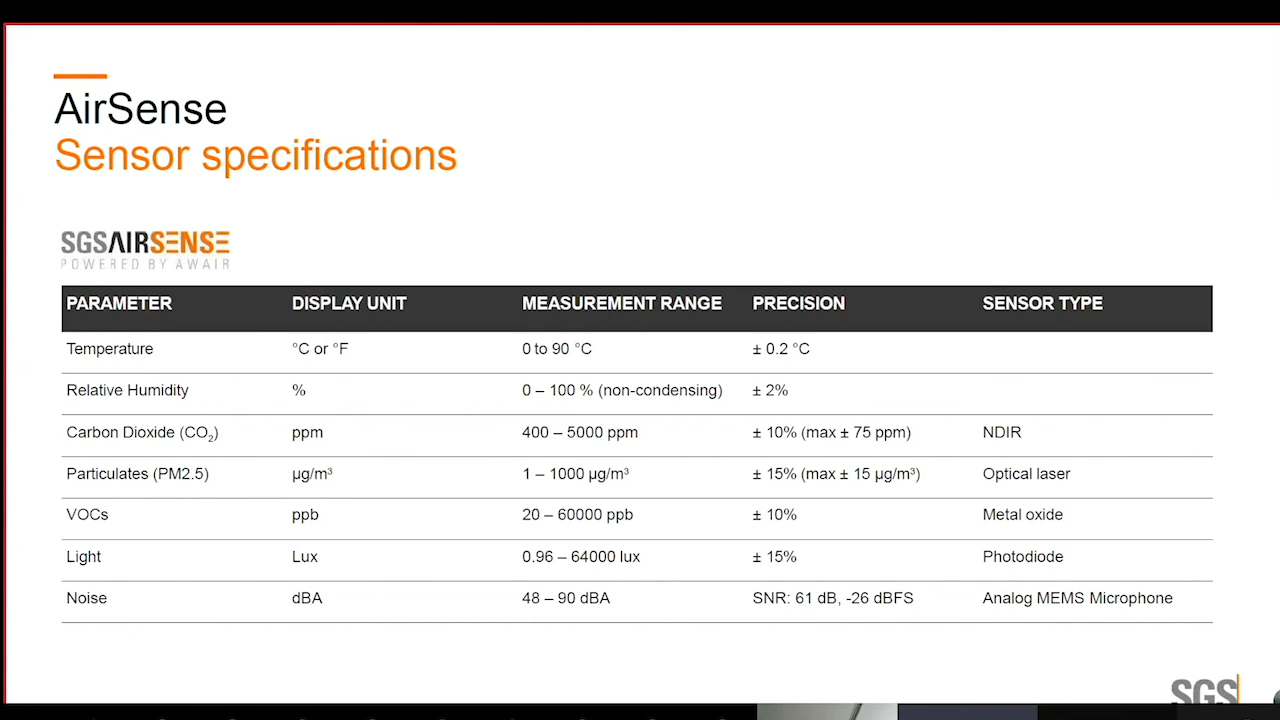 AirSense
Sensor specifications
SGSAIRSENSE
POWERED BY AWAIR
PARAMETER DISPLAY UNIT MEASUREMENT RANGE PRECISION SENSOR TYPE
Temperature °C or °F 0 to 90 °C ± 0.2 °C
Relative Humidity % 0 – 100 % (non-condensing) ± 2%
Carbon Dioxide (CO₂) ppm 400 – 5000 ppm ± 10% (max ± 75 ppm) NDIR
Particulates (PM2.5) µg/m³ 1 – 1000 µg/m³ ± 15% (max ± 15 µg/m³) Optical laser
VOCs ppb 20 – 60000 ppb ± 10% Metal oxide
Light Lux 0.96 – 64000 lux ± 15% Photodiode
Noise dBA 48 – 90 dBA SNR: 61 dB, -26 dBFS Analog MEMS Microphone
SGS